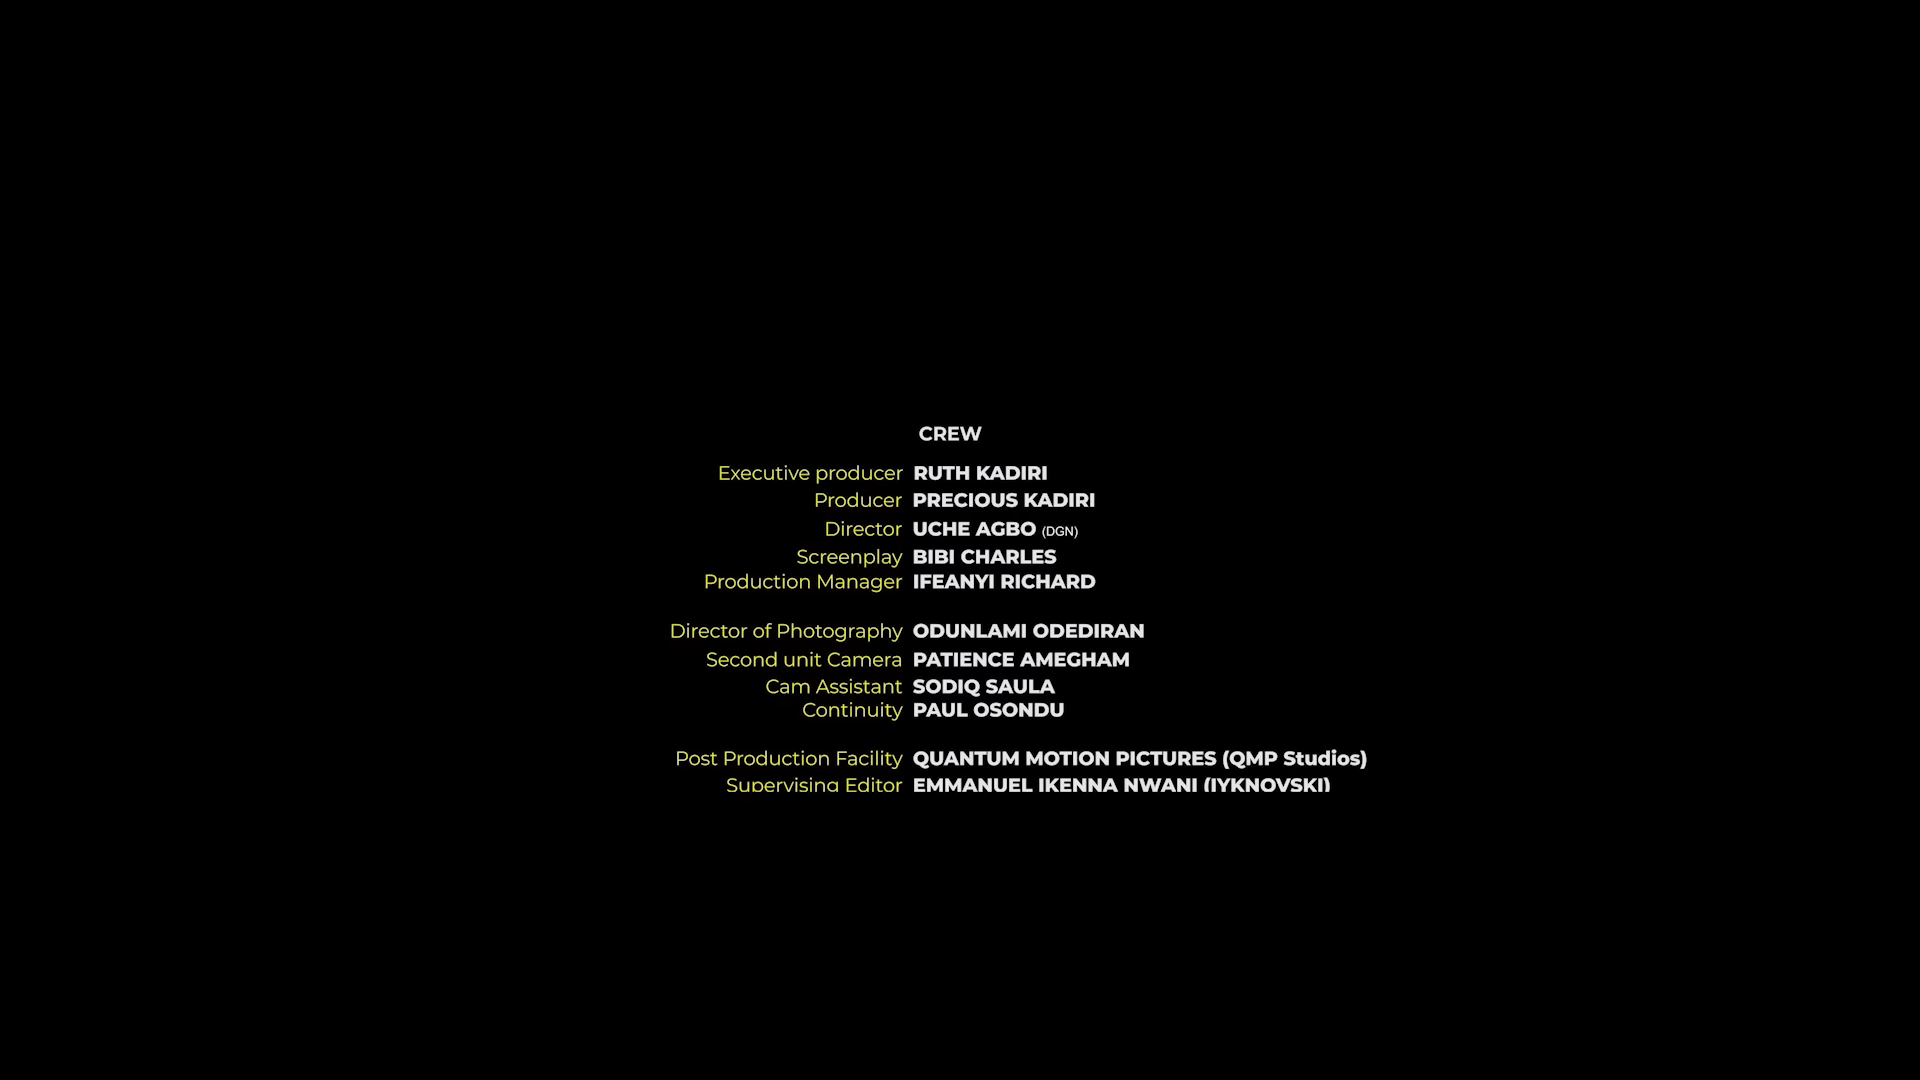 CREW
Executive producer RUTH KADIRI
Producer PRECIOUS KADIRI
Director UCHE AGBO (DGN)
Screenplay BIBI CHARLES
Production Manager IFEANYI RICHARD
Director of Photography ODUNLAMI ODEDIRAN
Second unit Camera PATIENCE AMEGHAM
Cam Assistant SODIQ SAULA
Continuity PAUL OSONDU
Post Production Facility QUANTUM MOTION PICTURES (QMP Studios)
Supervising Editor EMMANUEL IKENNA NWANI (IYKNOVSKI)